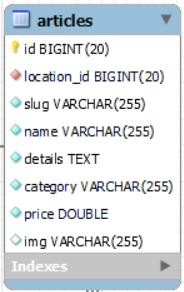 articles
id BIGINT(20)
location_id BIGINT(20)
slug VARCHAR(255)
name VARCHAR(255)
details TEXT
category VARCHAR(255)
price DOUBLE
img VARCHAR(255)
Indexes